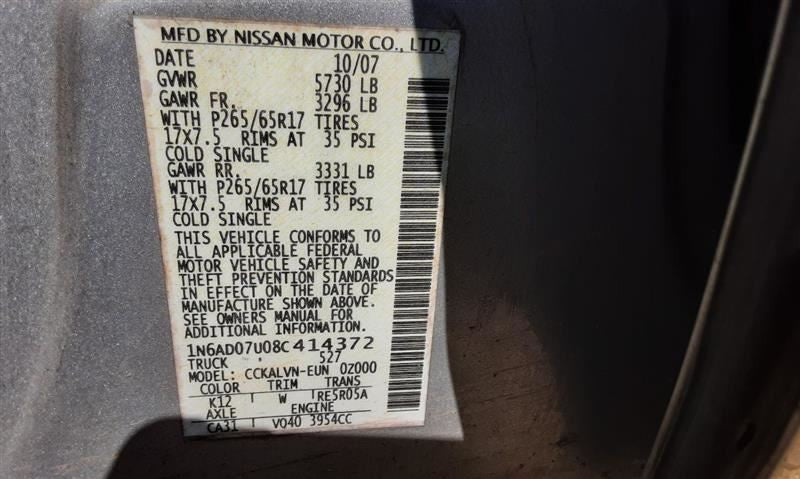 MFD BY NISSAN MOTOR CO., LTD.
DATE 10/07
GVWR 5730 LB
GAWR FR. 3296 LB
WITH P265/65R17 TIRES
17X7.5 RIMS AT 35 PSI
COLD SINGLE
GAWR RR. 3331 LB
WITH P265/65R17 TIRES
17X7.5 RIMS AT 35 PSI
COLD SINGLE
THIS VEHICLE CONFORMS TO
ALL APPLICABLE FEDERAL
MOTOR VEHICLE SAFETY AND
THEFT PREVENTION STANDARDS
IN EFFECT ON THE DATE OF
MANUFACTURE SHOWN ABOVE.
SEE OWNERS MANUAL FOR
ADDITIONAL INFORMATION.
1N6AD07U08C414372
TRUCK 527
MODEL: CCKALVN-EUN 0Z000
COLOR TRIM TRANS
K12 W RE5R05A
AXLE ENGINE
CA31 VQ40 3954CC